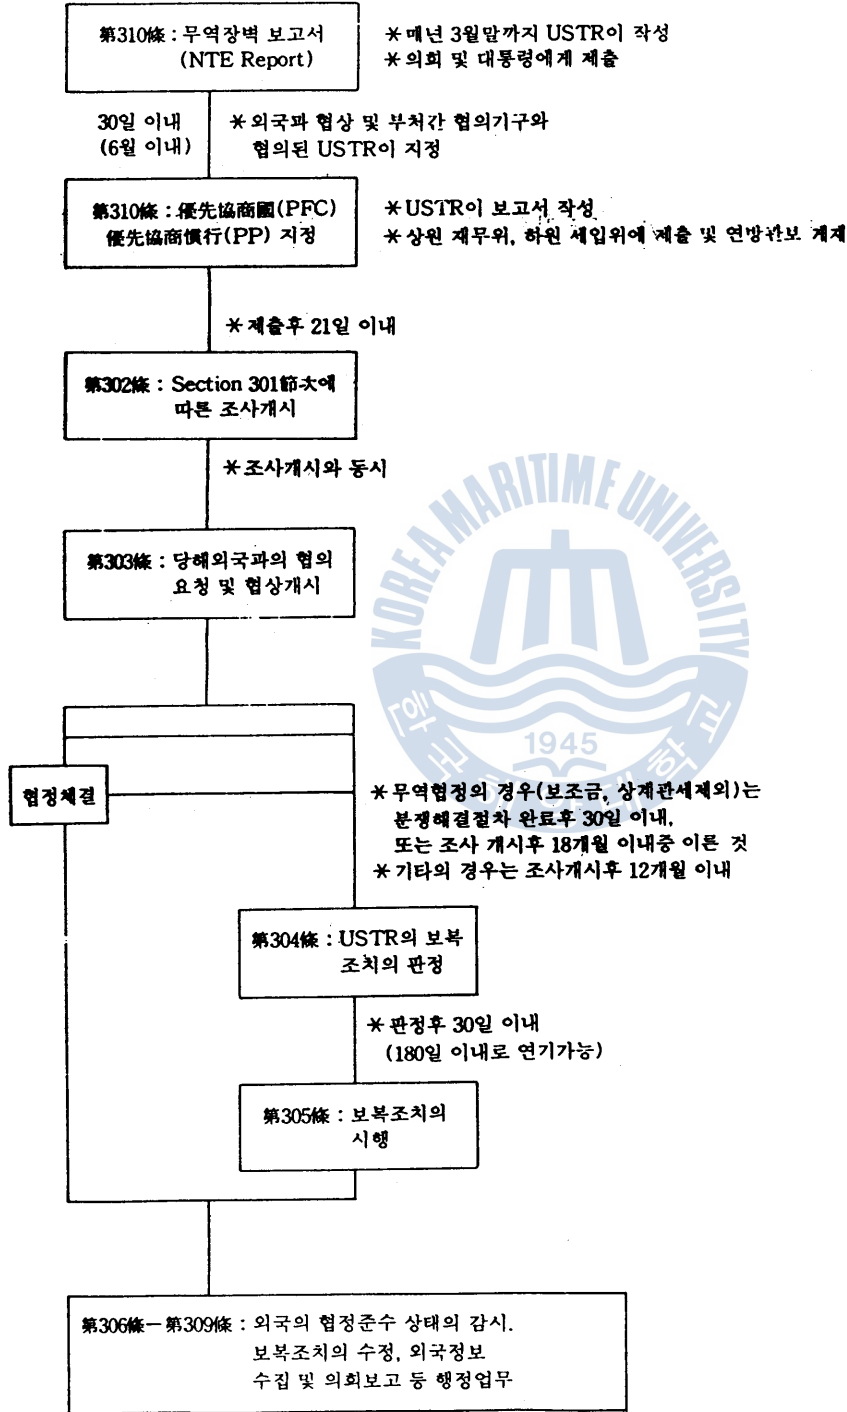 第310條 : 무역장벽 보고서
(NTE Report)
* 매년 3월말까지 USTR이 작성
* 의회 및 대통령에게 제출
30일 이내
(6월 이내)
* 외국과 협상 및 부처간 협의기구와
협의된 USTR이 지정
第310條 : 優先協商國(PFC)
優先協商慣行(PP) 지정
* USTR이 보고서 작성
* 상원 재무위, 하원 세입위에 제출 및 연방관보 게재
* 제출후 21일 이내
第302條 : Section 301節次에
따른 조사개시
* 조사개시와 동시
第303條 : 당해외국과의 협의
요청 및 협상개시
KOREA MARITIME UNIVERSITY
1945
한국해양대학교
협정체결
* 무역협정의 경우(보조금, 상계관세제외)는
분쟁해결절차 완료후 30일 이내,
또는 조사 개시후 18개월 이내중 이른 것
* 기타의 경우는 조사개시후 12개월 이내
第304條 : USTR의 보복
조치의 판정
* 판정후 30일 이내
(180일 이내로 연기가능)
第305條 : 보복조치의
시행
第306條－第309條 : 외국의 협정준수 상태의 감시.
보복조치의 수정, 외국정보
수집 및 의회보고 등 행정업무